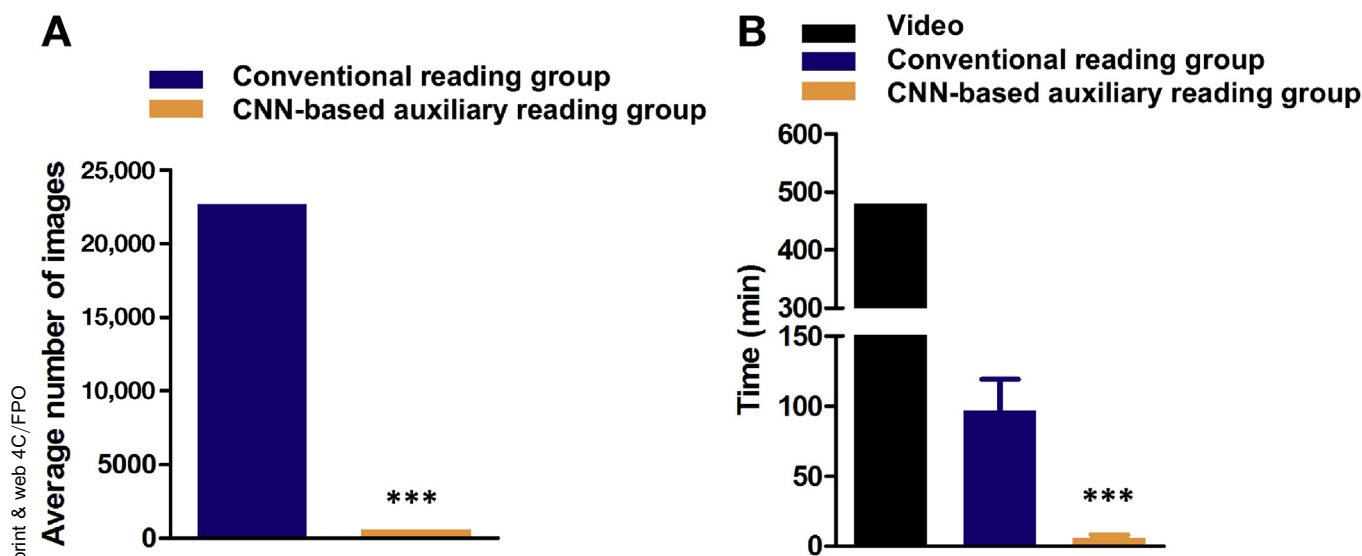 A
Conventional reading group
CNN-based auxiliary reading group
Average number of images
25,000
20,000
15,000
10,000
5000
0
***
B
Video
Conventional reading group
CNN-based auxiliary reading group
Time (min)
600
500
400
300
150
100
50
0
***
print & web 4C/FPO